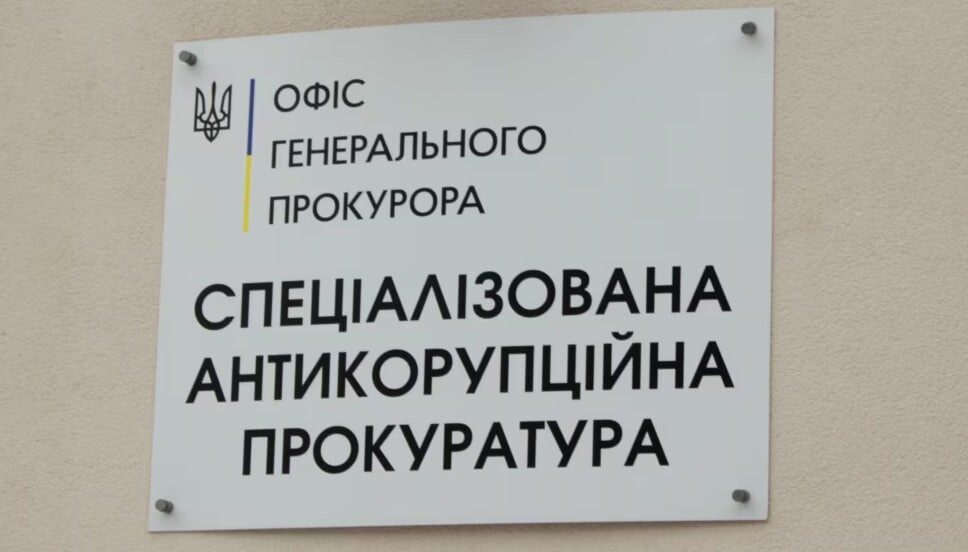 ОФІС
ГЕНЕРАЛЬНОГО
ПРОКУРОРА
СПЕЦІАЛІЗОВАНА
АНТИКОРУПЦІЙНА
ПРОКУРАТУРА